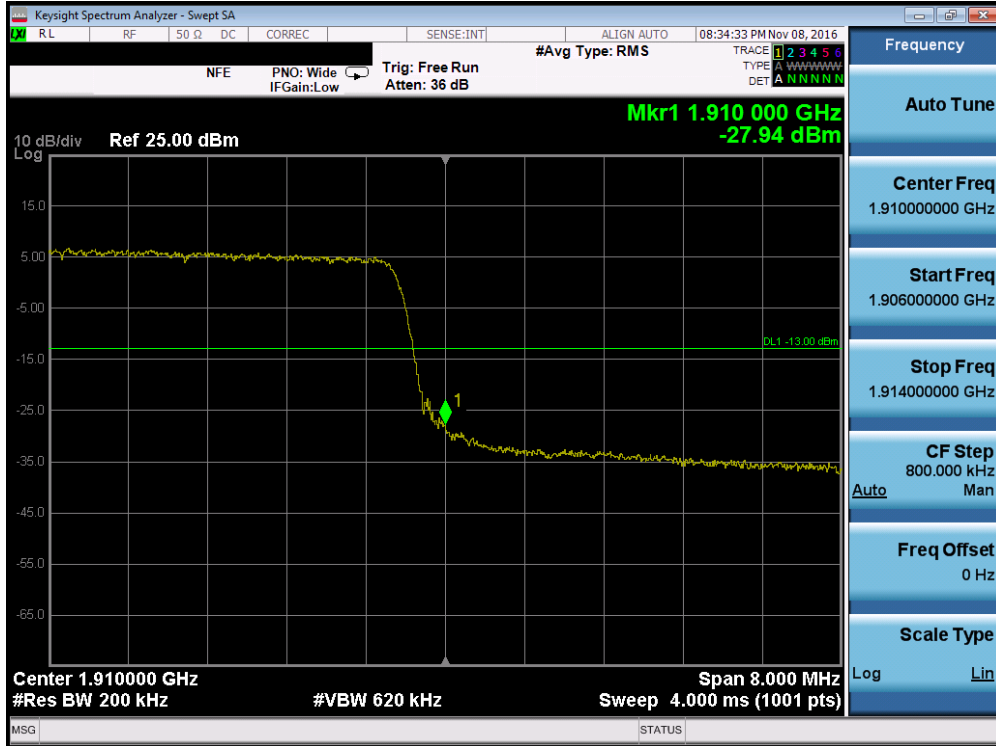 Keysight Spectrum Analyzer - Swept SA
LXI RL RF 50 Ω DC CORREC SENSE:INT ALIGN AUTO 08:34:33 PM Nov 08, 2016
#Avg Type: RMS TRACE 1 2 3 4 5 6
NFE PNO: Wide Trig: Free Run TYPE A WWWWW
IFGain:Low Atten: 36 dB DET A N N N N N
Mkr1 1.910 000 GHz
-27.94 dBm
10 dB/div Ref 25.00 dBm
Log
15.0
5.00
-5.00
DL1 -13.00 dBm
-15.0
1
-25.0
-35.0
-45.0
-55.0
-65.0
Center 1.910000 GHz Span 8.000 MHz
#Res BW 200 kHz #VBW 620 kHz Sweep 4.000 ms (1001 pts)
MSG STATUS
Frequency
Auto Tune
Center Freq
1.910000000 GHz
Start Freq
1.906000000 GHz
Stop Freq
1.914000000 GHz
CF Step
800.000 kHz
Auto Man
Freq Offset
0 Hz
Scale Type
Log Lin